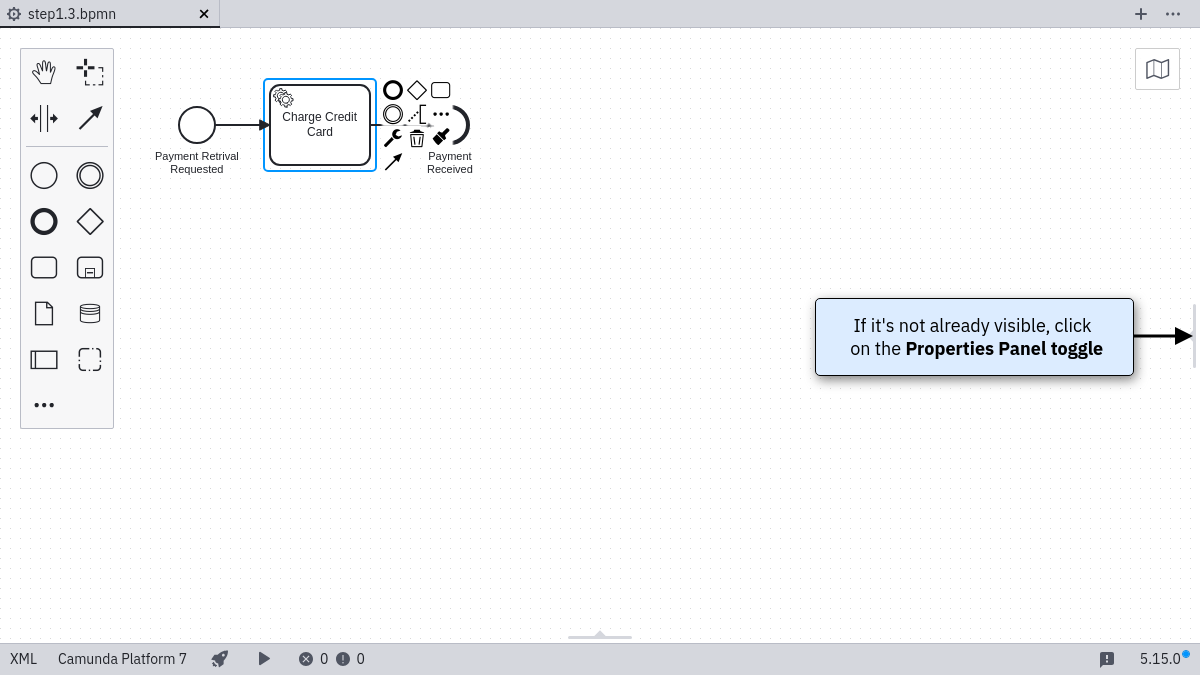 step1.3.bpmn
Charge Credit
Card
Payment Retrival
Requested
Payment
Received
If it's not already visible, click
on the Properties Panel toggle
XML
Camunda Platform 7
0
0
5.15.0